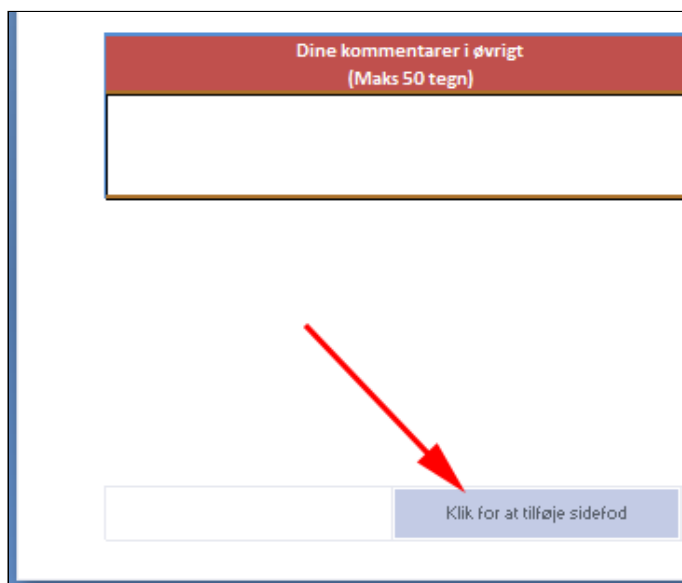 Dine kommentarer i øvrigt
(Maks 50 tegn)
Klik for at tilføje sidefod